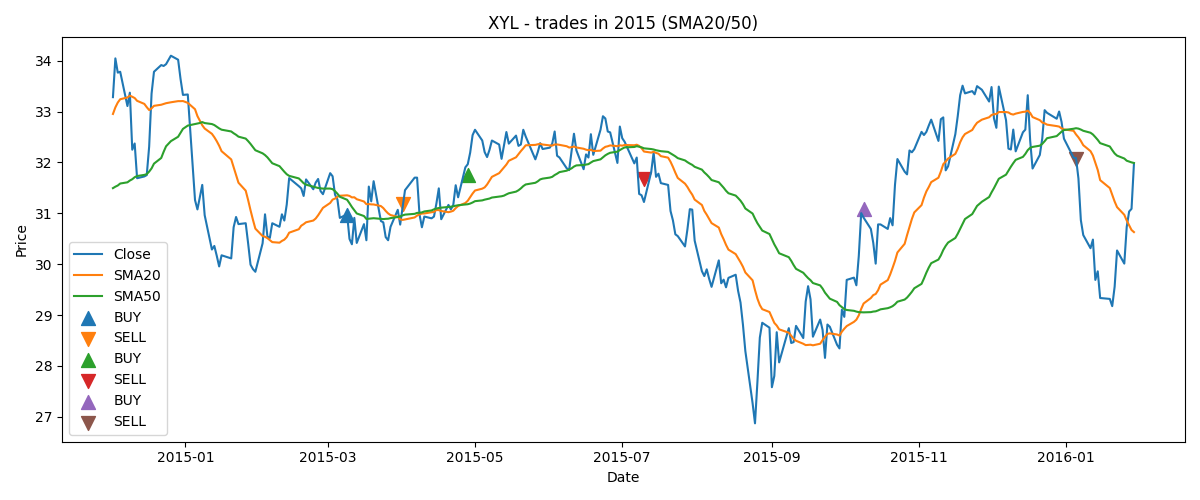 XYL - trades in 2015 (SMA20/50)
Price
34
33
32
31
30
29
28
27
Close
SMA20
SMA50
BUY
SELL
BUY
SELL
BUY
SELL
2015-01 2015-03 2015-05 2015-07 2015-09 2015-11 2016-01
Date